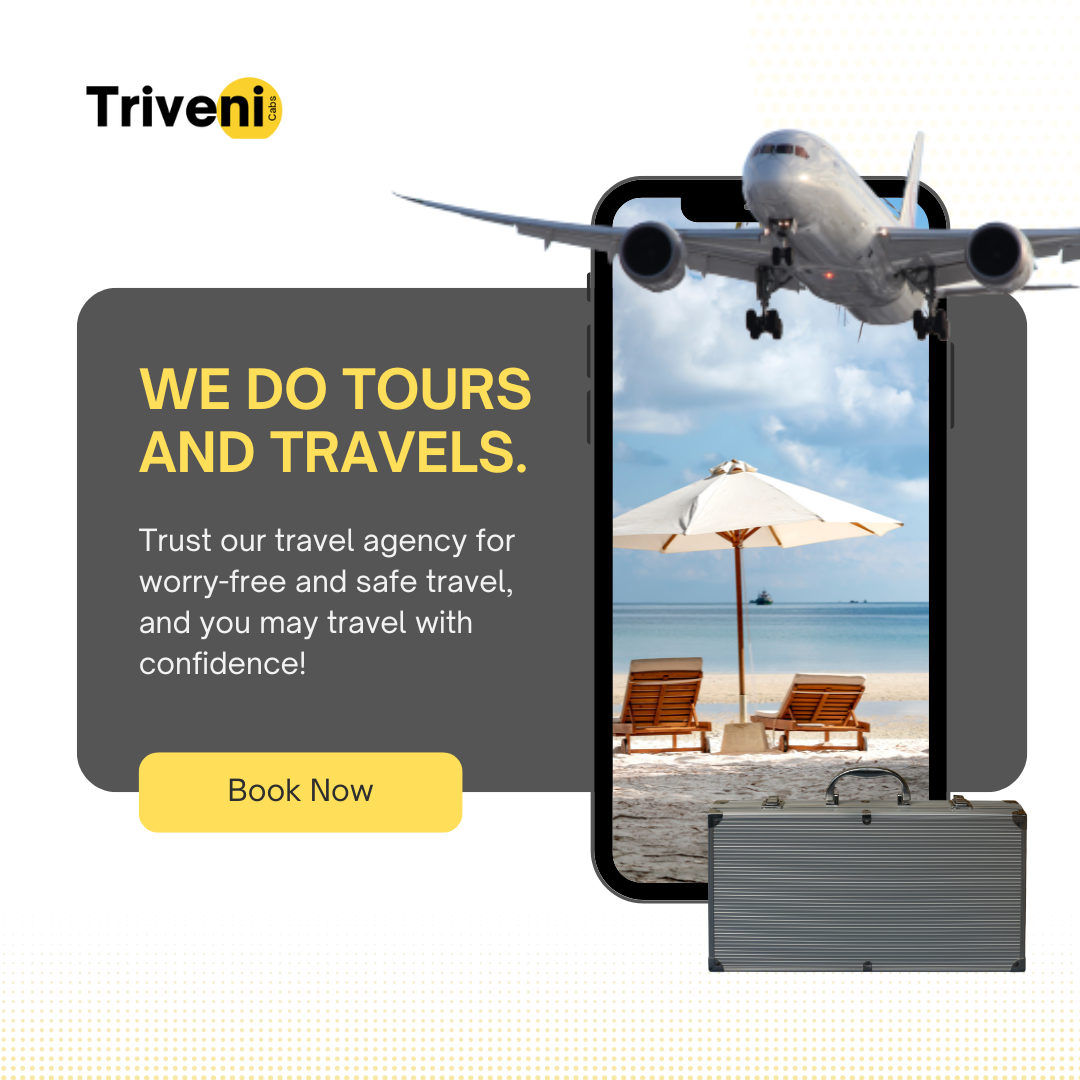 Triveni
Cabs
WE DO TOURS
AND TRAVELS.
Trust our travel agency for
worry-free and safe travel,
and you may travel with
confidence!
Book Now